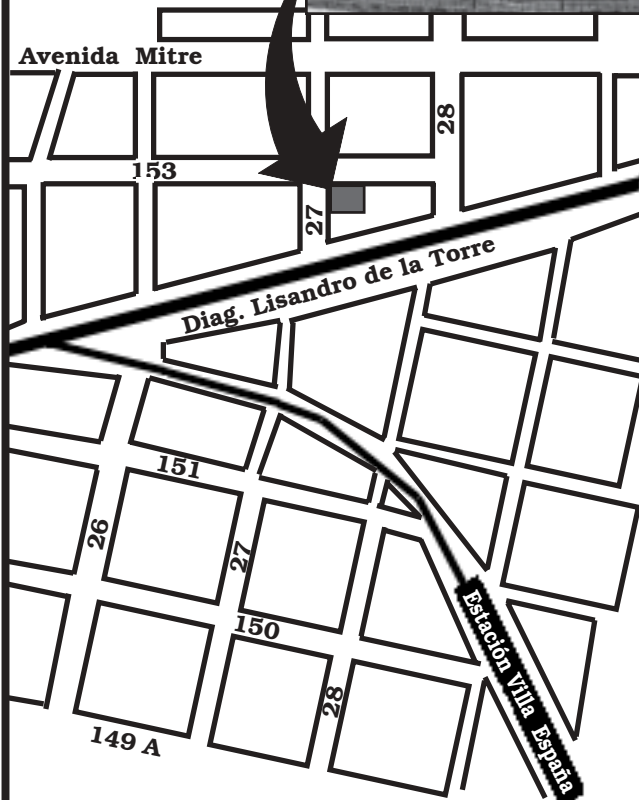 Avenida Mitre
28
153
27
Diag. Lisandro de la Torre
151
26
27
150
28
149 A
Estación Villa España